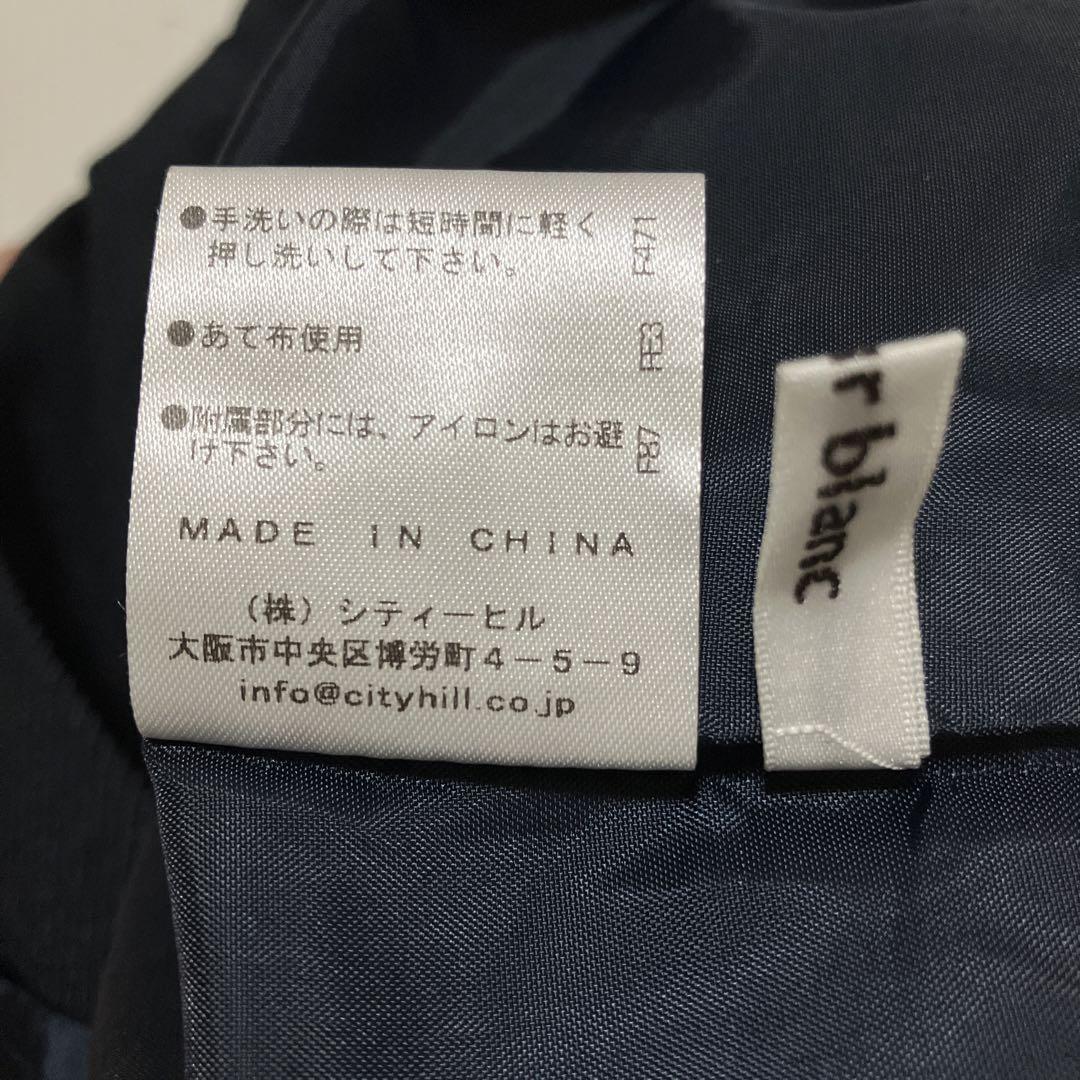 ●手洗いの際は短時間に軽く
押し洗いして下さい。
F471
●あて布使用
FE3
●附属部分には、アイロンはお避
け下さい。
F87
MADE IN CHINA
(株)シティーヒル
大阪市中央区博労町4-5-9
info@cityhill.co.jp
blanc